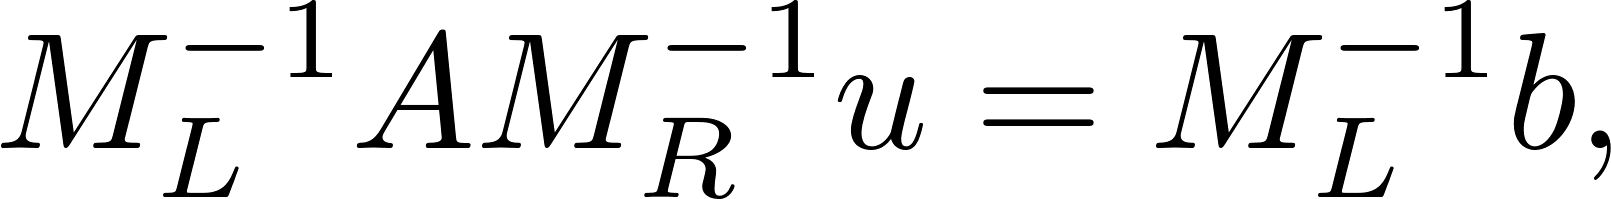 M_L^{-1} A M_R^{-1} u = M_L^{-1} b,